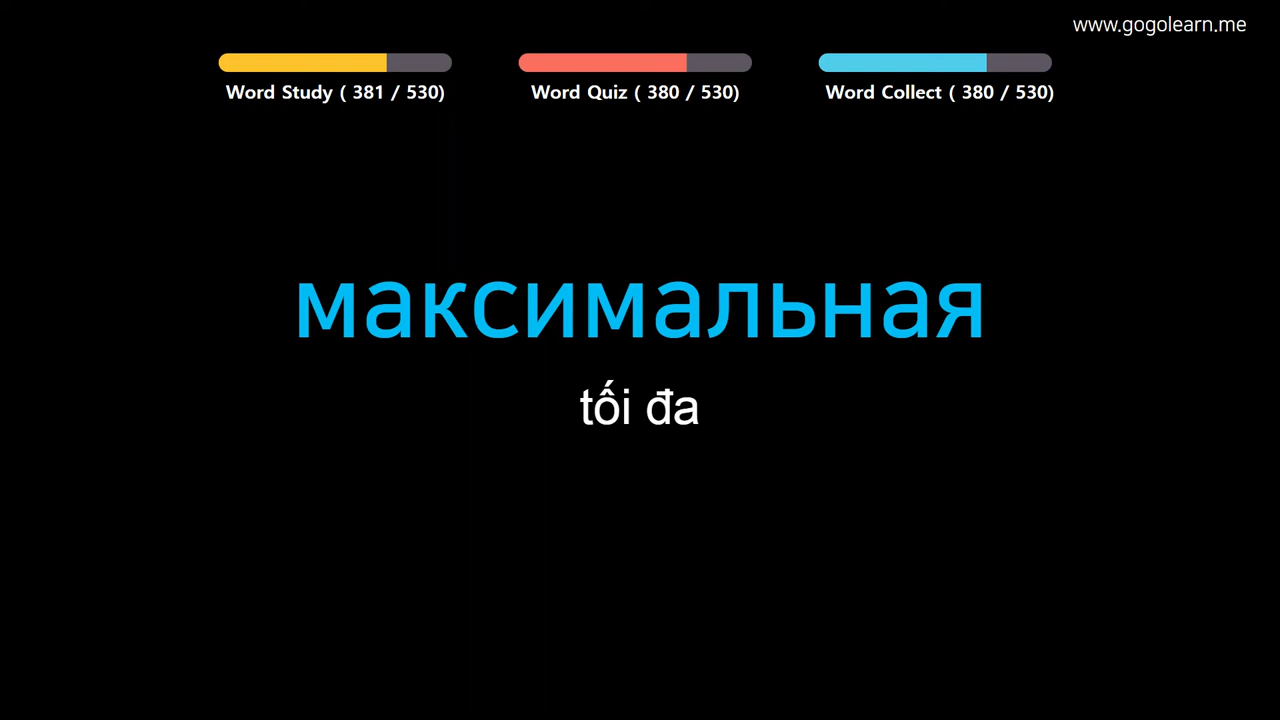 www.gogolearn.me
Word Study ( 381 / 530)
Word Quiz ( 380 / 530)
Word Collect ( 380 / 530)
максимальная
tối đa